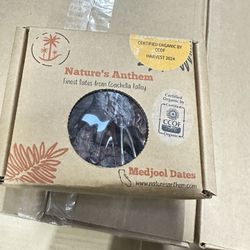 CERTIFIED ORGANIC BY
CCOF
HARVEST 2024
Nature's Anthem
Finest Dates from Coachella Valley
Certified
Organic by
CCOF
Medjool Dates
www.naturesanthem.com